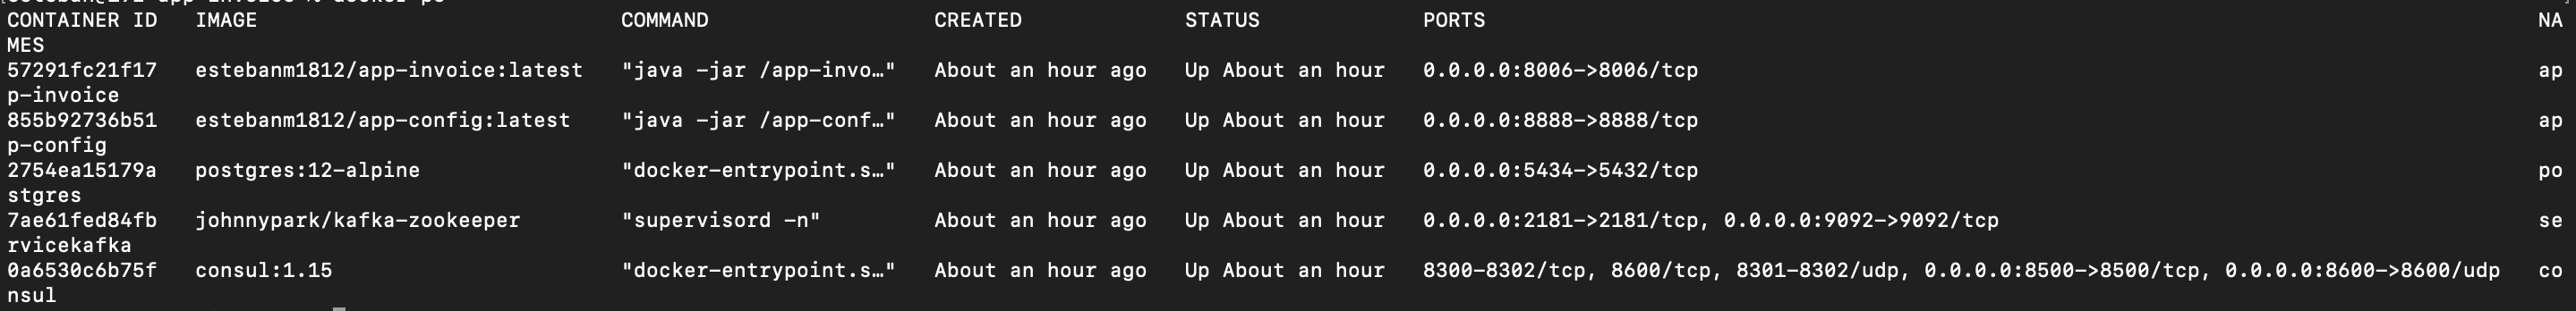 CONTAINER ID   IMAGE                             COMMAND                  CREATED             STATUS             PORTS                                                                                    NA
MES
57291fc21f17   estebanm1812/app-invoice:latest   "java -jar /app-invo…"   About an hour ago   Up About an hour   0.0.0.0:8006->8006/tcp                                                                   ap
p-invoice
855b92736b51   estebanm1812/app-config:latest    "java -jar /app-conf…"   About an hour ago   Up About an hour   0.0.0.0:8888->8888/tcp                                                                   ap
p-config
2754ea15179a   postgres:12-alpine                "docker-entrypoint.s…"   About an hour ago   Up About an hour   0.0.0.0:5434->5432/tcp                                                                   po
stgres
7ae61fed84fb   johnnypark/kafka-zookeeper        "supervisord -n"         About an hour ago   Up About an hour   0.0.0.0:2181->2181/tcp, 0.0.0.0:9092->9092/tcp                                           se
rvicekafka
0a6530c6b75f   consul:1.15                       "docker-entrypoint.s…"   About an hour ago   Up About an hour   8300-8302/tcp, 8600/tcp, 8301-8302/udp, 0.0.0.0:8500->8500/tcp, 0.0.0.0:8600->8600/udp   co
nsul